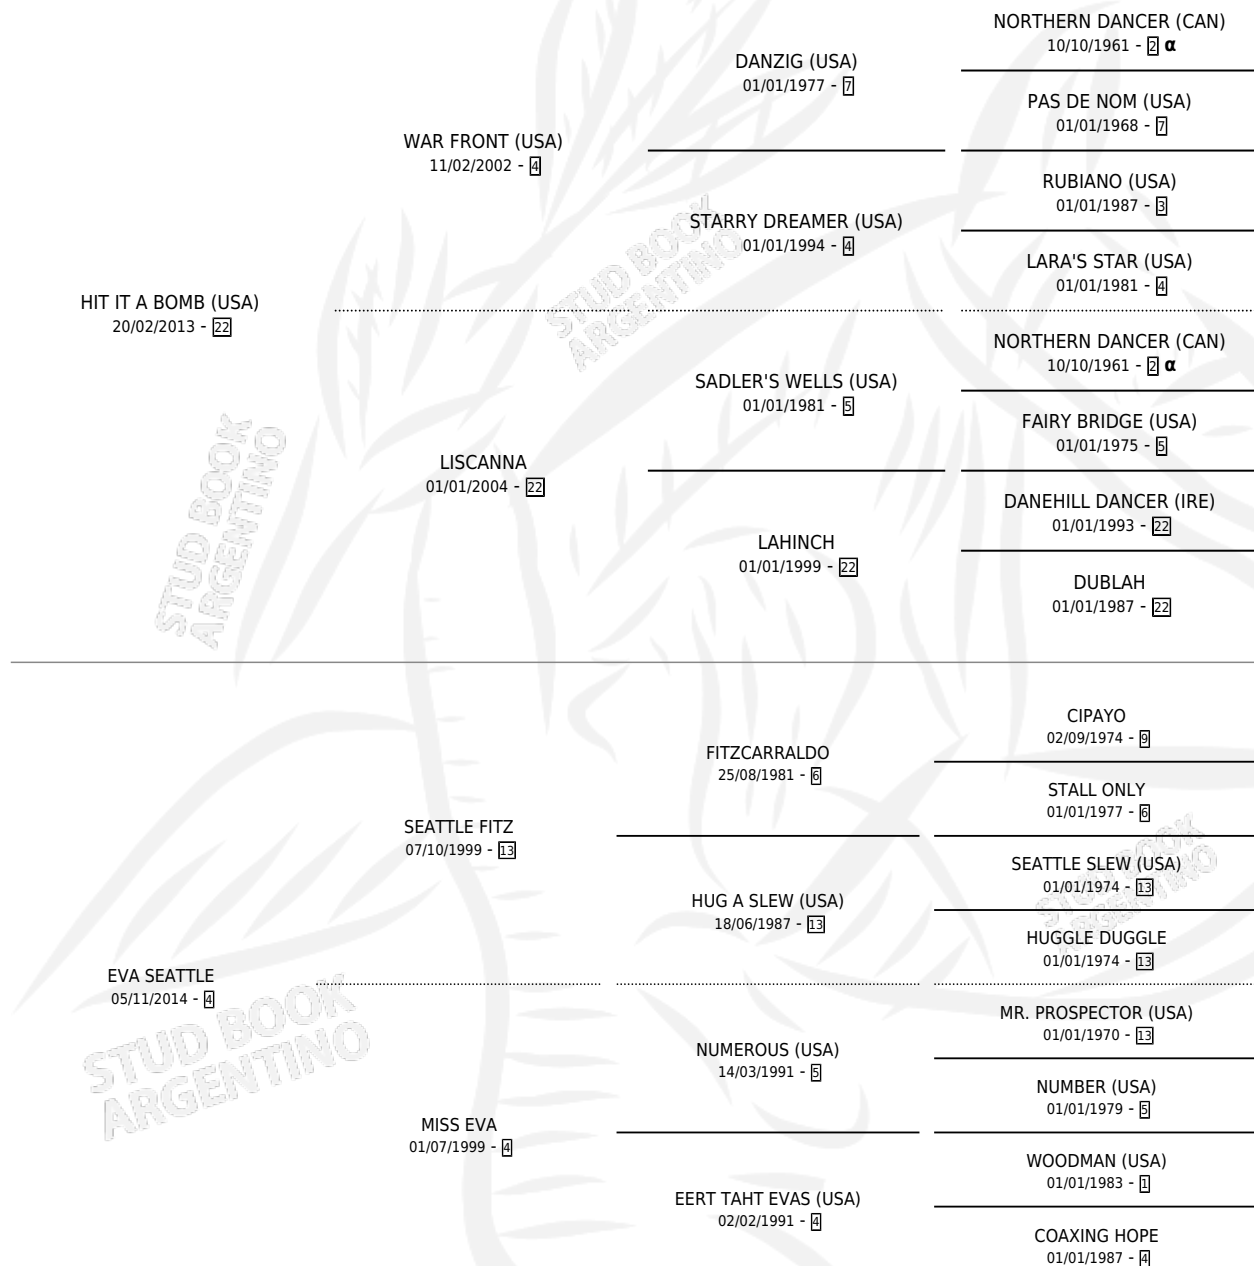 NORTHERN DANCER (CAN)
10/10/1961 - 2 α
DANZIG (USA)
01/01/1977 - 7
PAS DE NOM (USA)
01/01/1968 - 7
WAR FRONT (USA)
11/02/2002 - 4
RUBIANO (USA)
01/01/1987 - 3
STARRY DREAMER (USA)
01/01/1994 - 4
LARA'S STAR (USA)
01/01/1981 - 4
HIT IT A BOMB (USA)
20/02/2013 - 22
NORTHERN DANCER (CAN)
10/10/1961 - 2 α
SADLER'S WELLS (USA)
01/01/1981 - 5
FAIRY BRIDGE (USA)
01/01/1975 - 5
LISCANNA
01/01/2004 - 22
DANEHILL DANCER (IRE)
01/01/1993 - 22
LAHINCH
01/01/1999 - 22
DUBLAH
01/01/1987 - 22
CIPAYO
02/09/1974 - 9
FITZCARRALDO
25/08/1981 - 6
STALL ONLY
01/01/1977 - 6
SEATTLE FITZ
07/10/1999 - 13
SEATTLE SLEW (USA)
01/01/1974 - 13
HUG A SLEW (USA)
18/06/1987 - 13
HUGGLE DUGGLE
01/01/1974 - 13
EVA SEATTLE
05/11/2014 - 4
MR. PROSPECTOR (USA)
01/01/1970 - 13
NUMEROUS (USA)
14/03/1991 - 5
NUMBER (USA)
01/01/1979 - 5
MISS EVA
01/07/1999 - 4
WOODMAN (USA)
01/01/1983 - 1
EERT TAHT EVAS (USA)
02/02/1991 - 4
COAXING HOPE
01/01/1987 - 4
STUD BOOK
ARGENTINO
STUD BOOK
ARGENTINO
STUD BOOK
ARGENTINO
STUD BOOK
ARGENTINO